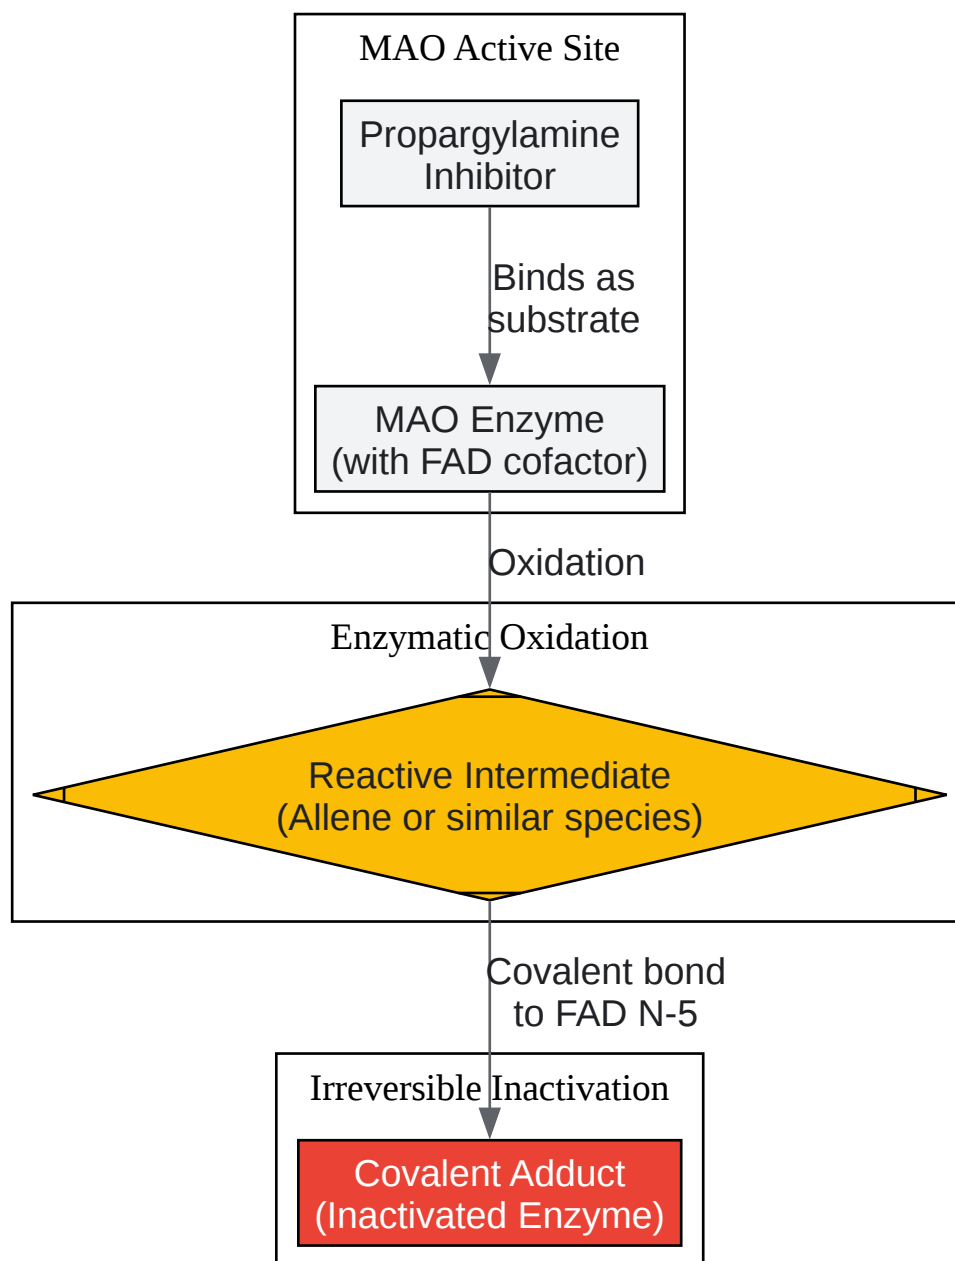 MAO Active Site
Propargylamine
Inhibitor
Binds as
substrate
MAO Enzyme
(with FAD cofactor)
Oxidation
Enzymatic Oxidation
Reactive Intermediate
(Allene or similar species)
Covalent bond
to FAD N-5
Irreversible Inactivation
Covalent Adduct
(Inactivated Enzyme)